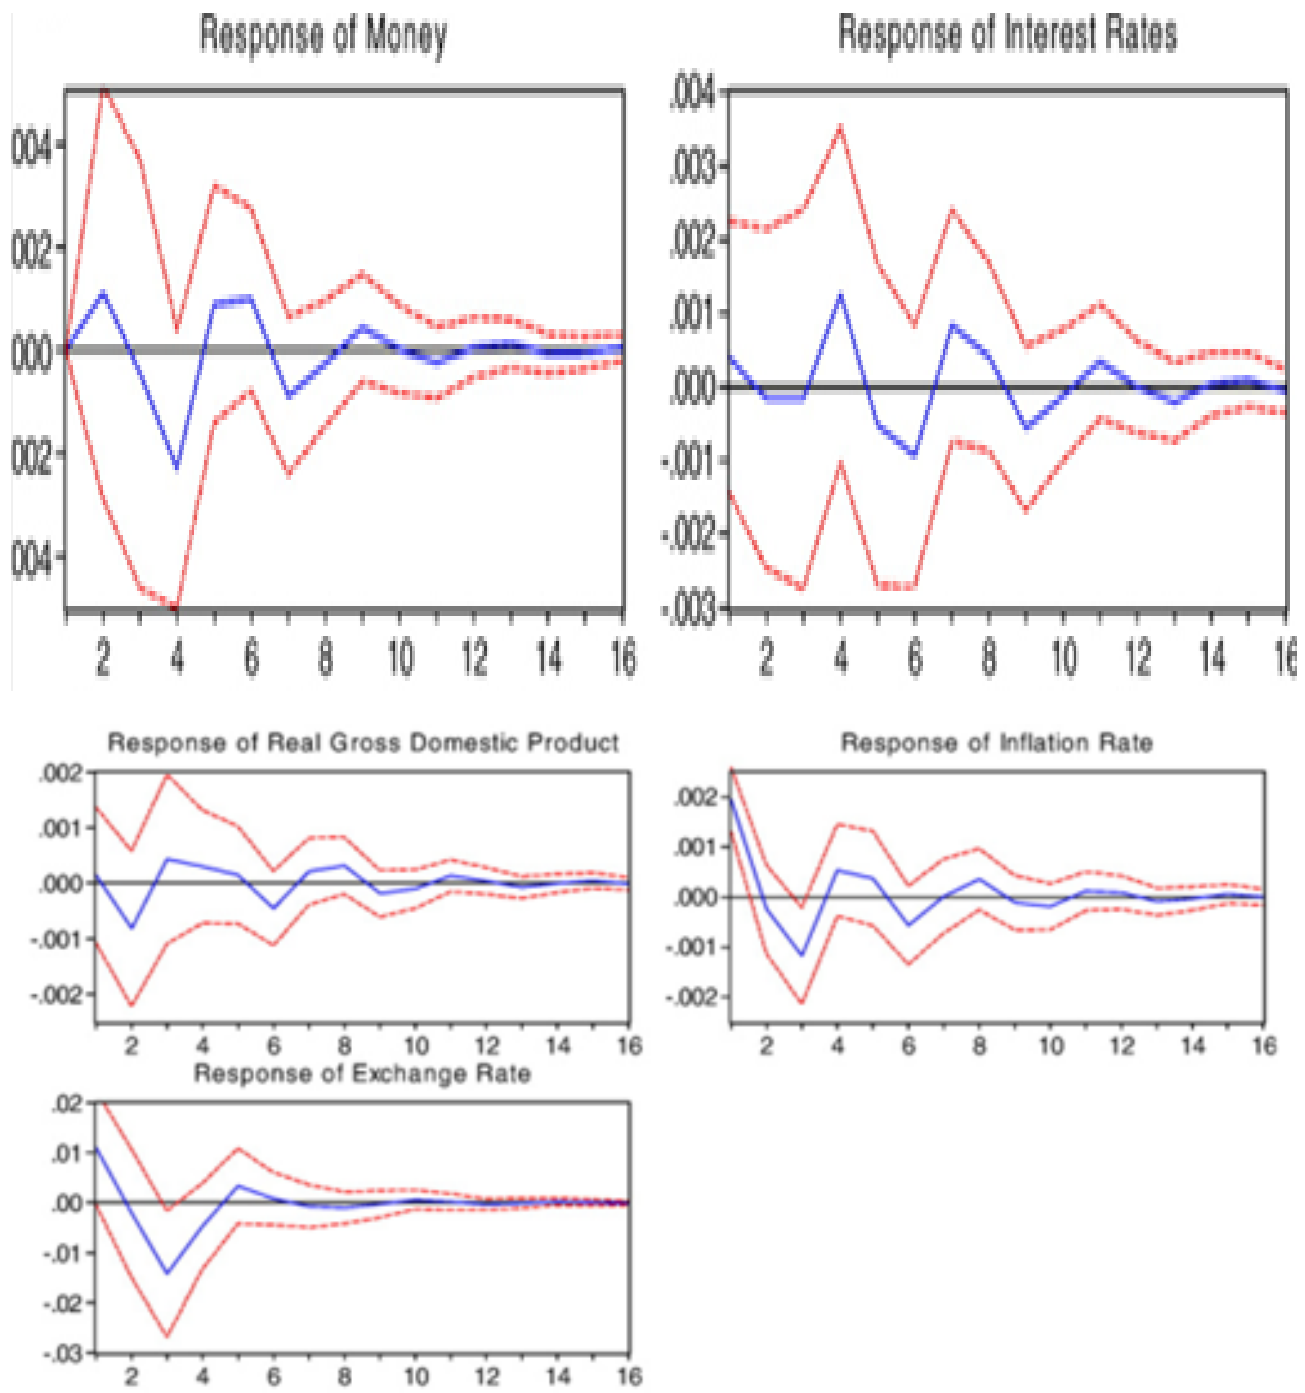 Response of Money
004
002
000
002
004
2 4 6 8 10 12 14 16
Response of Interest Rates
.004
.003
.002
.001
.000
-.001
-.002
-.003
2 4 6 8 10 12 14 16
Response of Real Gross Domestic Product
.002
.001
.000
-.001
-.002
2 4 6 8 10 12 14 16
Response of Inflation Rate
.002
.001
.000
-.001
-.002
2 4 6 8 10 12 14 16
Response of Exchange Rate
.02
.01
.00
-.01
-.02
-.03
2 4 6 8 10 12 14 16